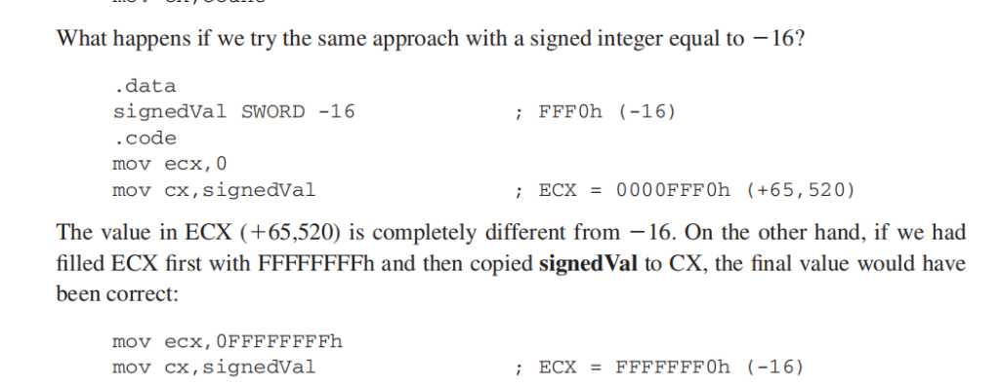 What happens if we try the same approach with a signed integer equal to −16?
.data
signedVal SWORD -16 ; FFF0h (-16)
.code
mov ecx,0
mov cx,signedVal ; ECX = 0000FFF0h (+65,520)
The value in ECX (+65,520) is completely different from −16. On the other hand, if we had
filled ECX first with FFFFFFFFh and then copied signedVal to CX, the final value would have
been correct:
mov ecx,0FFFFFFFFh
mov cx,signedVal ; ECX = FFFFFFF0h (-16)